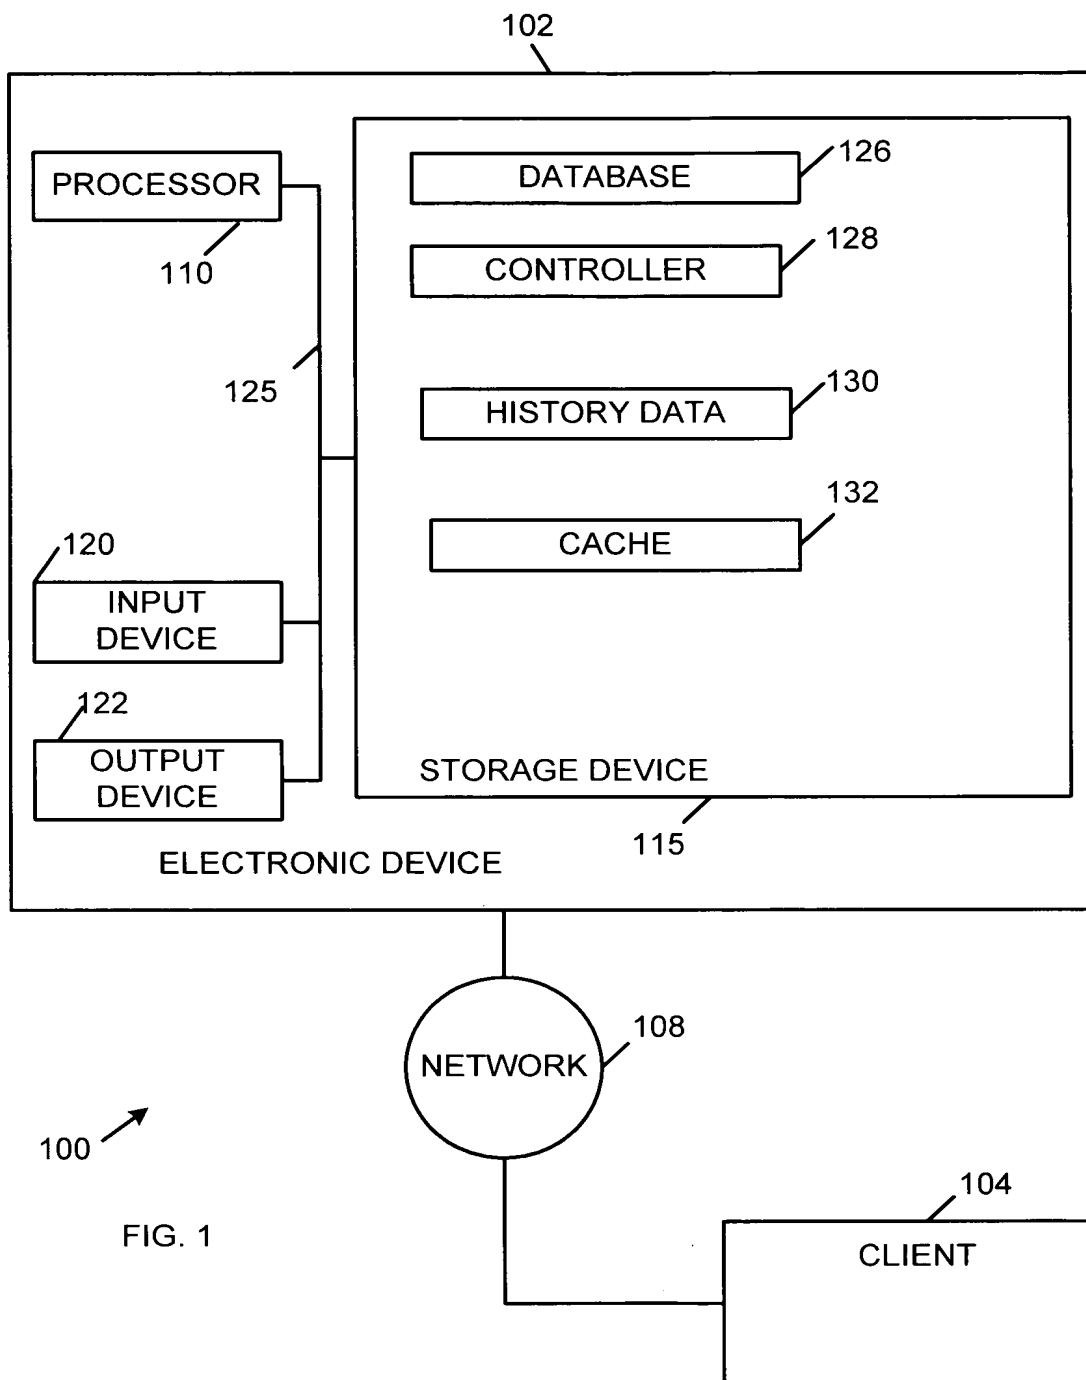 102
PROCESSOR
110
125
DATABASE
126
CONTROLLER
128
HISTORY DATA
130
CACHE
132
120
INPUT
DEVICE
122
OUTPUT
DEVICE
STORAGE DEVICE
115
ELECTRONIC DEVICE
NETWORK
108
100
FIG. 1
104
CLIENT